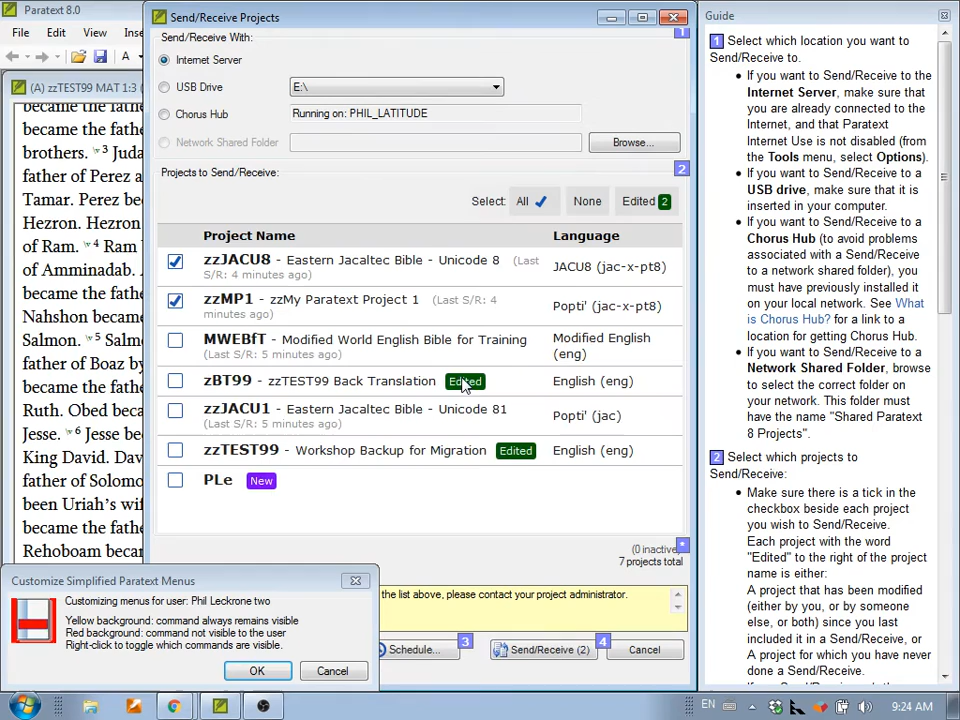 Paratext 8.0
File Edit View Inse
A
(A) zzTEST99 MAT 1:3 (
became the fathe
became the fathe
brothers. 3 Juda
father of Perez a
Tamar. Perez be
Hezron. Hezron
of Ram. 4 Ram
of Amminadab. A
became the fathe
Nahshon became
Salmon. 5 Salm
father of Boaz by
Ruth. Obed beca
Jesse. 6 Jesse be
King David. Dav
father of Solomo
been Uriah's wif
became the fathe
Rehoboam becar
Send/Receive Projects
Send/Receive With:
1
Internet Server
USB Drive E:\
Chorus Hub Running on: PHIL_LATITUDE
Network Shared Folder Browse...
Projects to Send/Receive:
2
Select: All None Edited 2
Project Name Language
zzJACU8 - Eastern Jacaltec Bible - Unicode 8 (Last
S/R: 4 minutes ago)
JACU8 (jac-x-pt8)
zzMP1 - zzMy Paratext Project 1 (Last S/R: 4
minutes ago)
Popti' (jac-x-pt8)
MWEBfT - Modified World English Bible for Training
(Last S/R: 5 minutes ago)
Modified English
(eng)
zBT99 - zzTEST99 Back Translation Edited English (eng)
zzJACU1 - Eastern Jacaltec Bible - Unicode 81
(Last S/R: 5 minutes ago)
Popti' (jac)
zzTEST99 - Workshop Backup for Migration Edited English (eng)
PLe New
*
(0 inactive)
7 projects total
the list above, please contact your project administrator.
3
4
Schedule... Send/Receive (2) Cancel
Customize Simplified Paratext Menus
Customizing menus for user: Phil Leckrone two
Yellow background: command always remains visible
Red background: command not visible to the user
Right-click to toggle which commands are visible.
OK Cancel
Guide
1 Select which location you want to
Send/Receive to.
• If you want to Send/Receive to the
Internet Server, make sure that
you are already connected to the
Internet, and that Paratext
Internet Use is not disabled (from
the Tools menu, select Options).
• If you want to Send/Receive to a
USB drive, make sure that it is
inserted in your computer.
• If you want to Send/Receive to a
Chorus Hub (to avoid problems
associated with a Send/Receive
to a network shared folder), you
must have previously installed it
on your local network. See What
is Chorus Hub? for a link to a
location for getting Chorus Hub.
• If you want to Send/Receive to a
Network Shared Folder, browse
to select the correct folder on
your network. This folder must
have the name "Shared Paratext
8 Projects".
2 Select which projects to
Send/Receive:
• Make sure there is a tick in the
checkbox beside each project
you wish to Send/Receive.
Each project with the word
"Edited" to the right of the project
name is either:
A project that has been modified
(either by you, or by someone
else, or both) since you last
included it in a Send/Receive, or
A project for which you have never
done a Send/Receive.
EN 9:24 AM